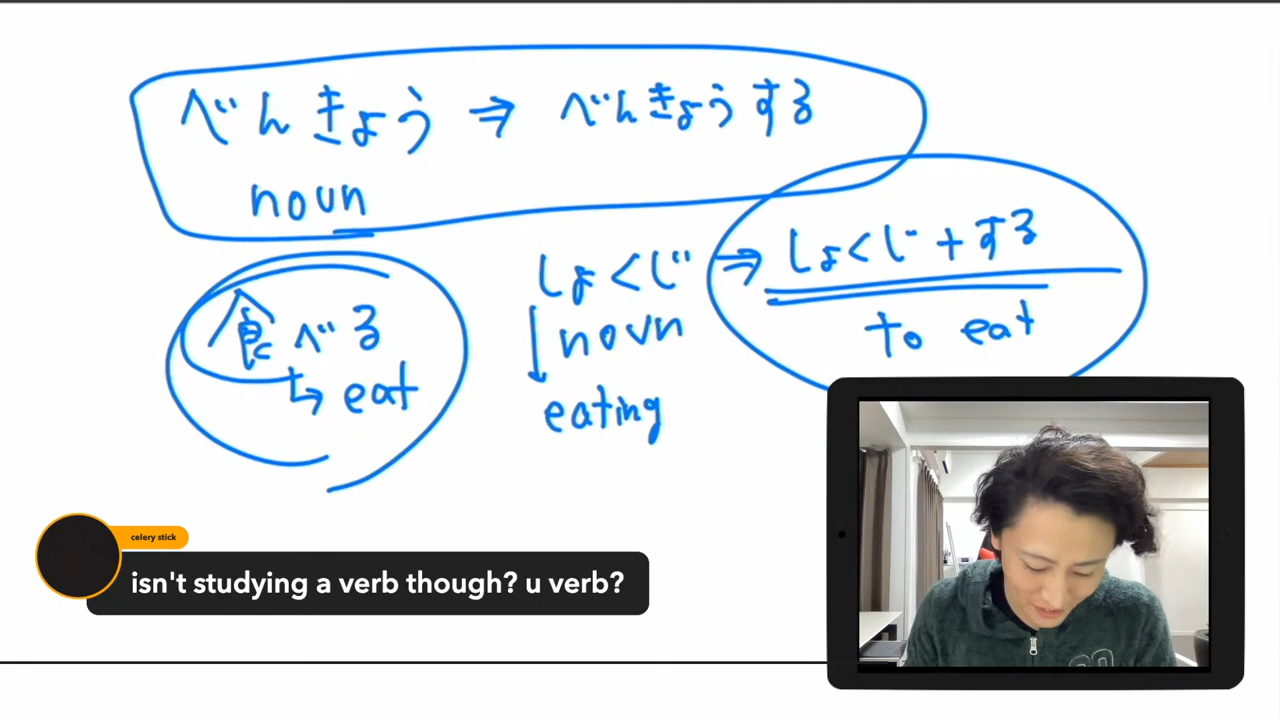 べんきょう ⇒ べんきょうする
noun
しょくじ ⇒ しょくじ+する
食べる
noun
to eat
↳ eat
eating
celery stick
isn't studying a verb though? u verb?